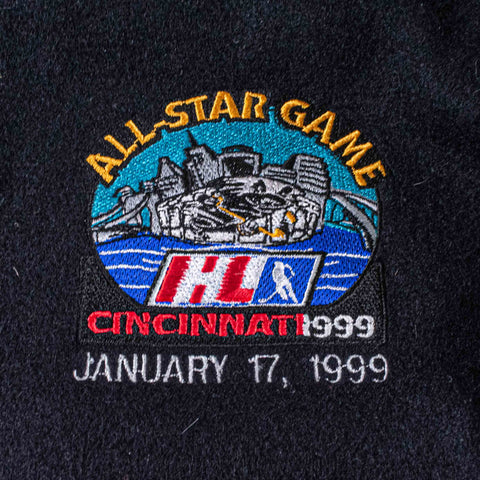 ALL-STAR GAME
IHL
CINCINNATI 1999
JANUARY 17, 1999